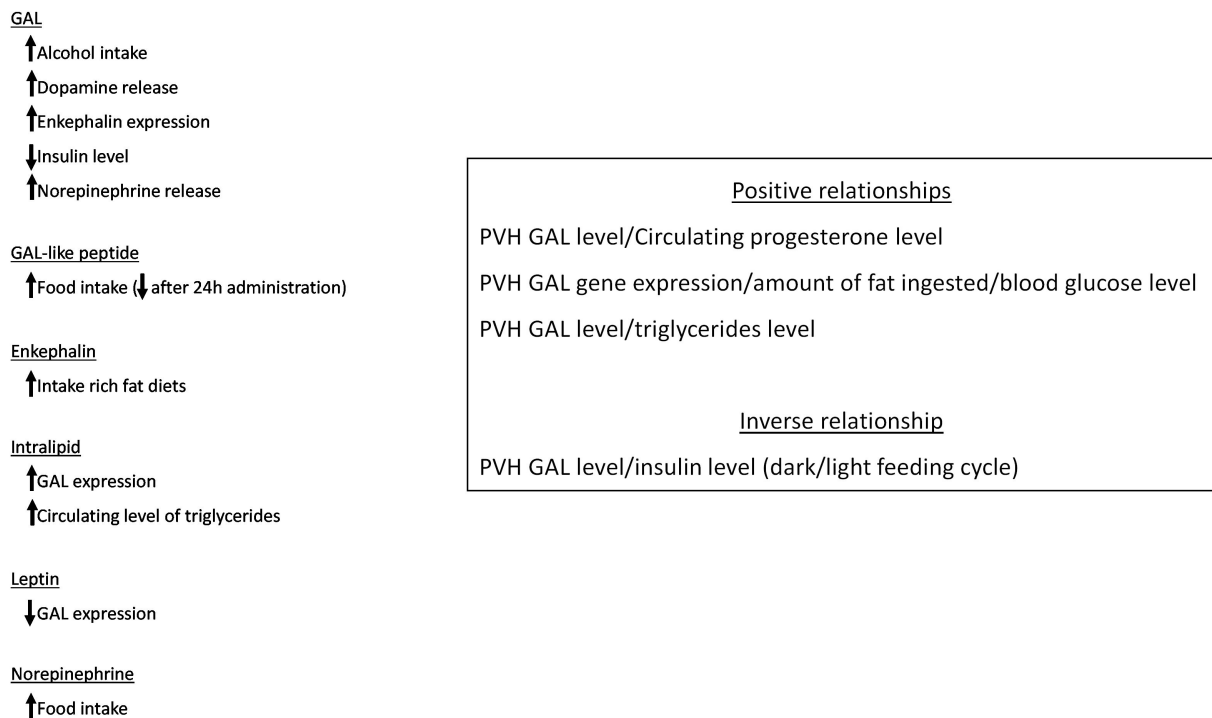 GAL
↑Alcohol intake
↑Dopamine release
↑Enkephalin expression
↓Insulin level
↑Norepinephrine release
GAL-like peptide
↑Food intake (↓ after 24h administration)
Enkephalin
↑Intake rich fat diets
Intralipid
↑GAL expression
↑Circulating level of triglycerides
Leptin
↓GAL expression
Norepinephrine
↑Food intake
Positive relationships
PVH GAL level/Circulating progesterone level
PVH GAL gene expression/amount of fat ingested/blood glucose level
PVH GAL level/triglycerides level
Inverse relationship
PVH GAL level/insulin level (dark/light feeding cycle)